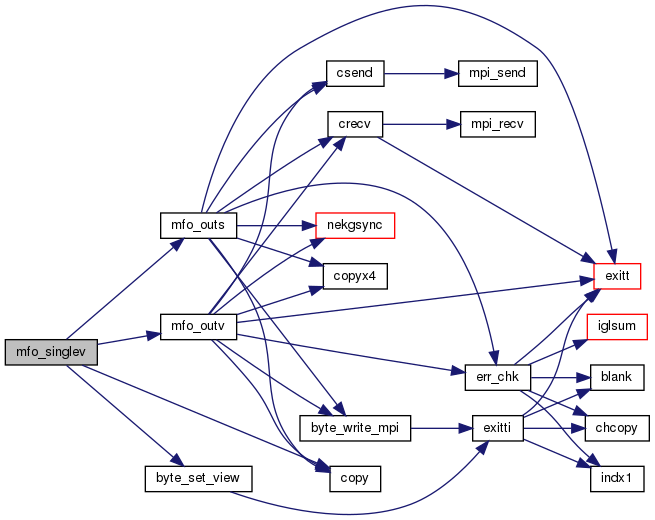 csend
mpi_send
crecv
mpi_recv
mfo_outs
nekgsync
copyx4
exitt
mfo_outv
iglsum
mfo_singlev
err_chk
blank
byte_write_mpi
exitti
chcopy
byte_set_view
copy
indx1